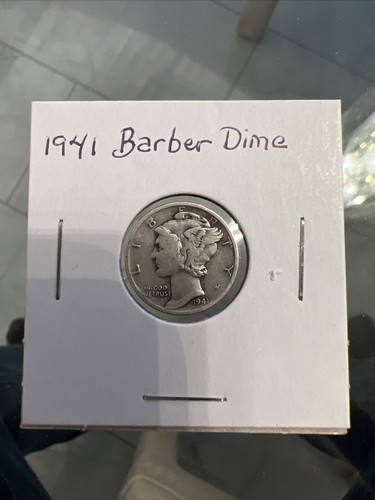 1941 Barber Dime
LIBERTY
IN GOD
WE TRUST
1941